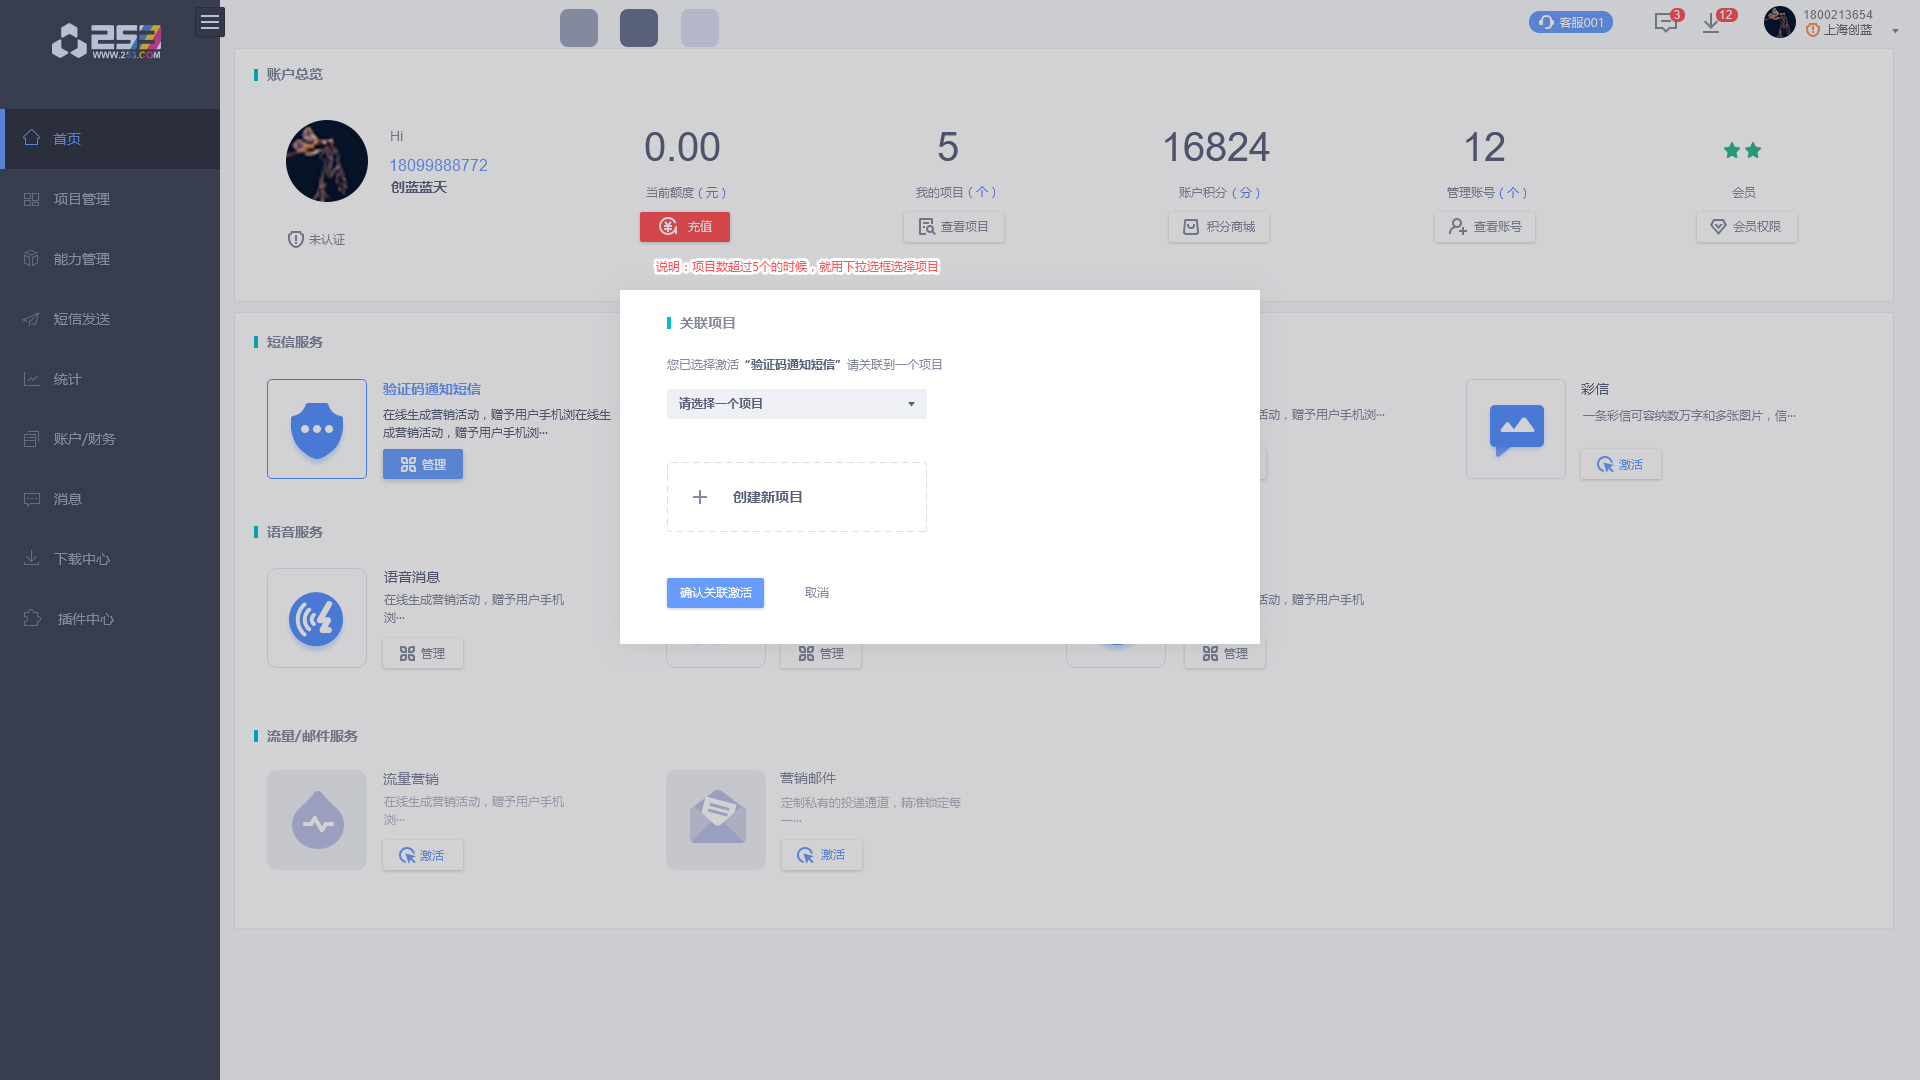 253
WWW.253.COM
首页
项目管理
能力管理
短信发送
统计
账户/财务
消息
下载中心
插件中心
客服001
3
12
1800213654
上海创蓝
账户总览
Hi
18099888772
创蓝蓝天
未认证
0.00
当前额度（元）
充值
5
我的项目（个）
查看项目
16824
账户积分（分）
积分商城
12
管理账号（个）
查看账号
会员
会员权限
说明：项目数超过5个的时候，就用下拉选框选择项目
关联项目
您已选择激活“验证码通知短信”请关联到一个项目
请选择一个项目
创建新项目
确认关联激活
取消
短信服务
验证码通知短信
在线生成营销活动，赠予用户手机浏在线生
成营销活动，赠予用户手机浏···
管理
活动，赠予用户手机浏···
彩信
一条彩信可容纳数万字和多张图片，信···
激活
语音服务
语音消息
在线生成营销活动，赠予用户手机
浏···
管理
管理
活动，赠予用户手机
管理
流量/邮件服务
流量营销
在线生成营销活动，赠予用户手机
浏···
激活
营销邮件
定制私有的投递通道，精准锁定每
一···
激活